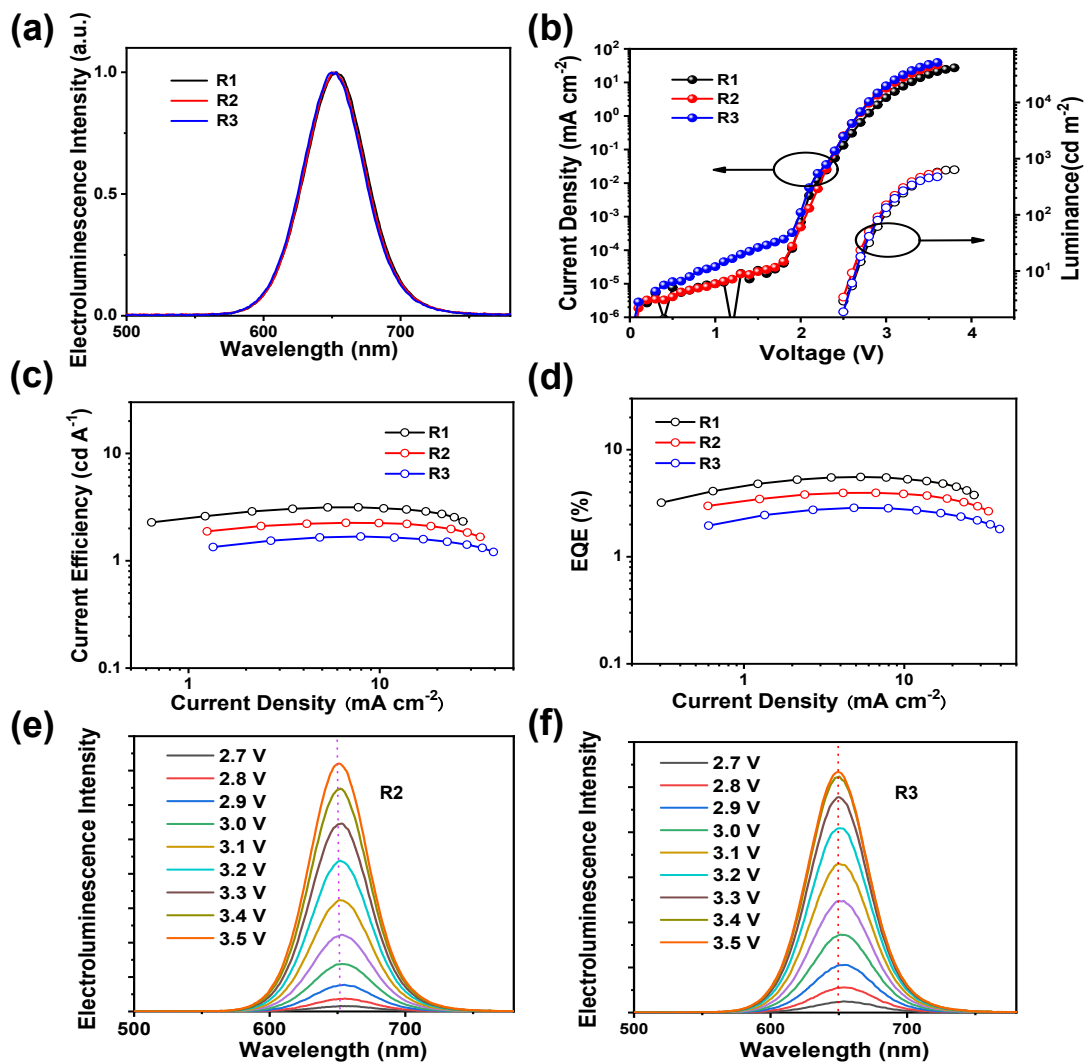 (a)
Electroluminescence Intensity (a.u.)
1.0
0.5
0.0
R1
R2
R3
500
600
700
Wavelength (nm)
(b)
Current Density (mA cm-2)
10²
10¹
10⁰
10⁻¹
10⁻²
10⁻³
10⁻⁴
10⁻⁵
10⁻⁶
R1
R2
R3
0
1
2
3
4
Voltage (V)
10⁴
10³
10²
10¹
Luminance(cd m⁻²)
(c)
Current Efficiency (cd A⁻¹)
10
1
0.1
R1
R2
R3
1
10
Current Density (mA cm⁻²)
(d)
EQE (%)
10
1
0.1
R1
R2
R3
1
10
Current Density (mA cm⁻²)
(e)
Electroluminescence Intensity
2.7 V
2.8 V
2.9 V
3.0 V
3.1 V
3.2 V
3.3 V
3.4 V
3.5 V
R2
500
600
700
Wavelength (nm)
(f)
Electroluminescence Intensity
2.7 V
2.8 V
2.9 V
3.0 V
3.1 V
3.2 V
3.3 V
3.4 V
3.5 V
R3
500
600
700
Wavelength (nm)